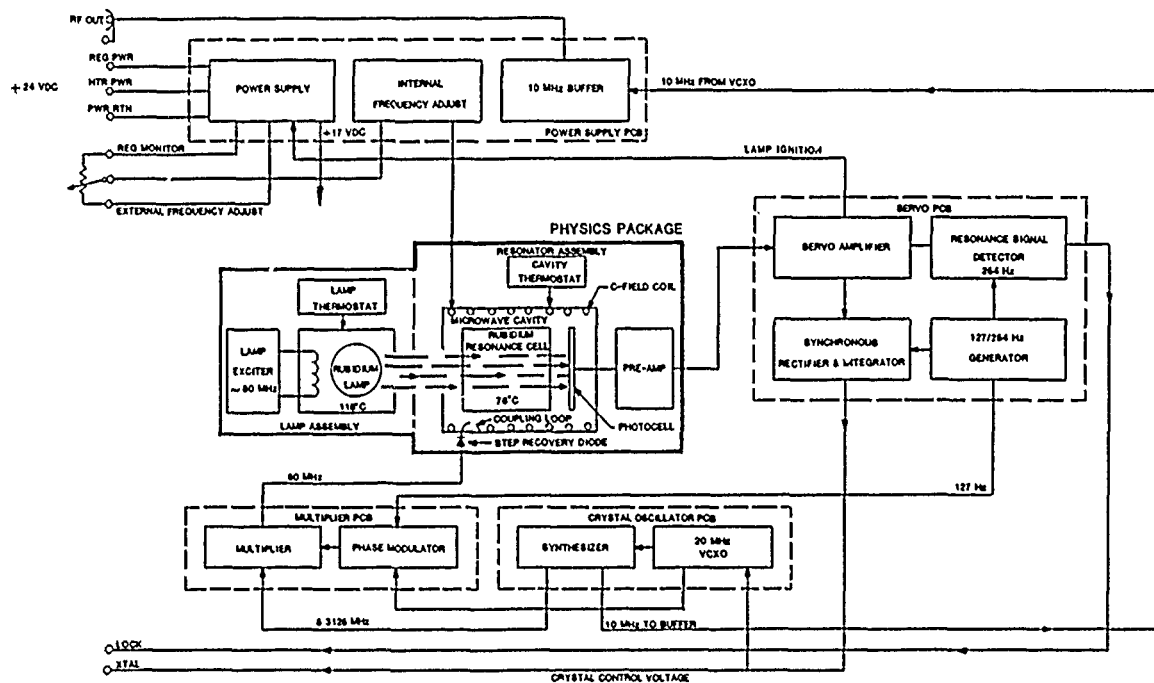 RF OUT
REG PWR
+ 24 VDC
HTR PWR
PWR RTN
POWER SUPPLY
INTERNAL
FREQUENCY ADJUST
10 MHz BUFFER
10 MHz FROM VCXO
+17 VDC
POWER SUPPLY PCB
REG MONITOR
LAMP IGNITION
EXTERNAL FREQUENCY ADJUST
SERVO PCB
SERVO AMPLIFIER
RESONANCE SIGNAL
DETECTOR
264 Hz
PHYSICS PACKAGE
RESONATOR ASSEMBLY
CAVITY
THERMOSTAT
C-FIELD COIL
LAMP
THERMOSTAT
MICROWAVE CAVITY
RUBIDIUM
RESONANCE CELL
LAMP
EXCITER
RUBIDIUM
LAMP
PRE-AMP
SYNCHRONOUS
RECTIFIER & INTEGRATOR
127/264 Hz
GENERATOR
COUPLING LOOP
PHOTOCELL
LAMP ASSEMBLY
STEP RECOVERY DIODE
60 MHz
127 Hz
MULTIPLIER PCB
CRYSTAL OSCILLATOR PCB
MULTIPLIER
PHASE MODULATOR
SYNTHESIZER
20 MHz
VCXO
5 3125 MHz
10 MHz TO BUFFER
LOCK
XTAL
CRYSTAL CONTROL VOLTAGE